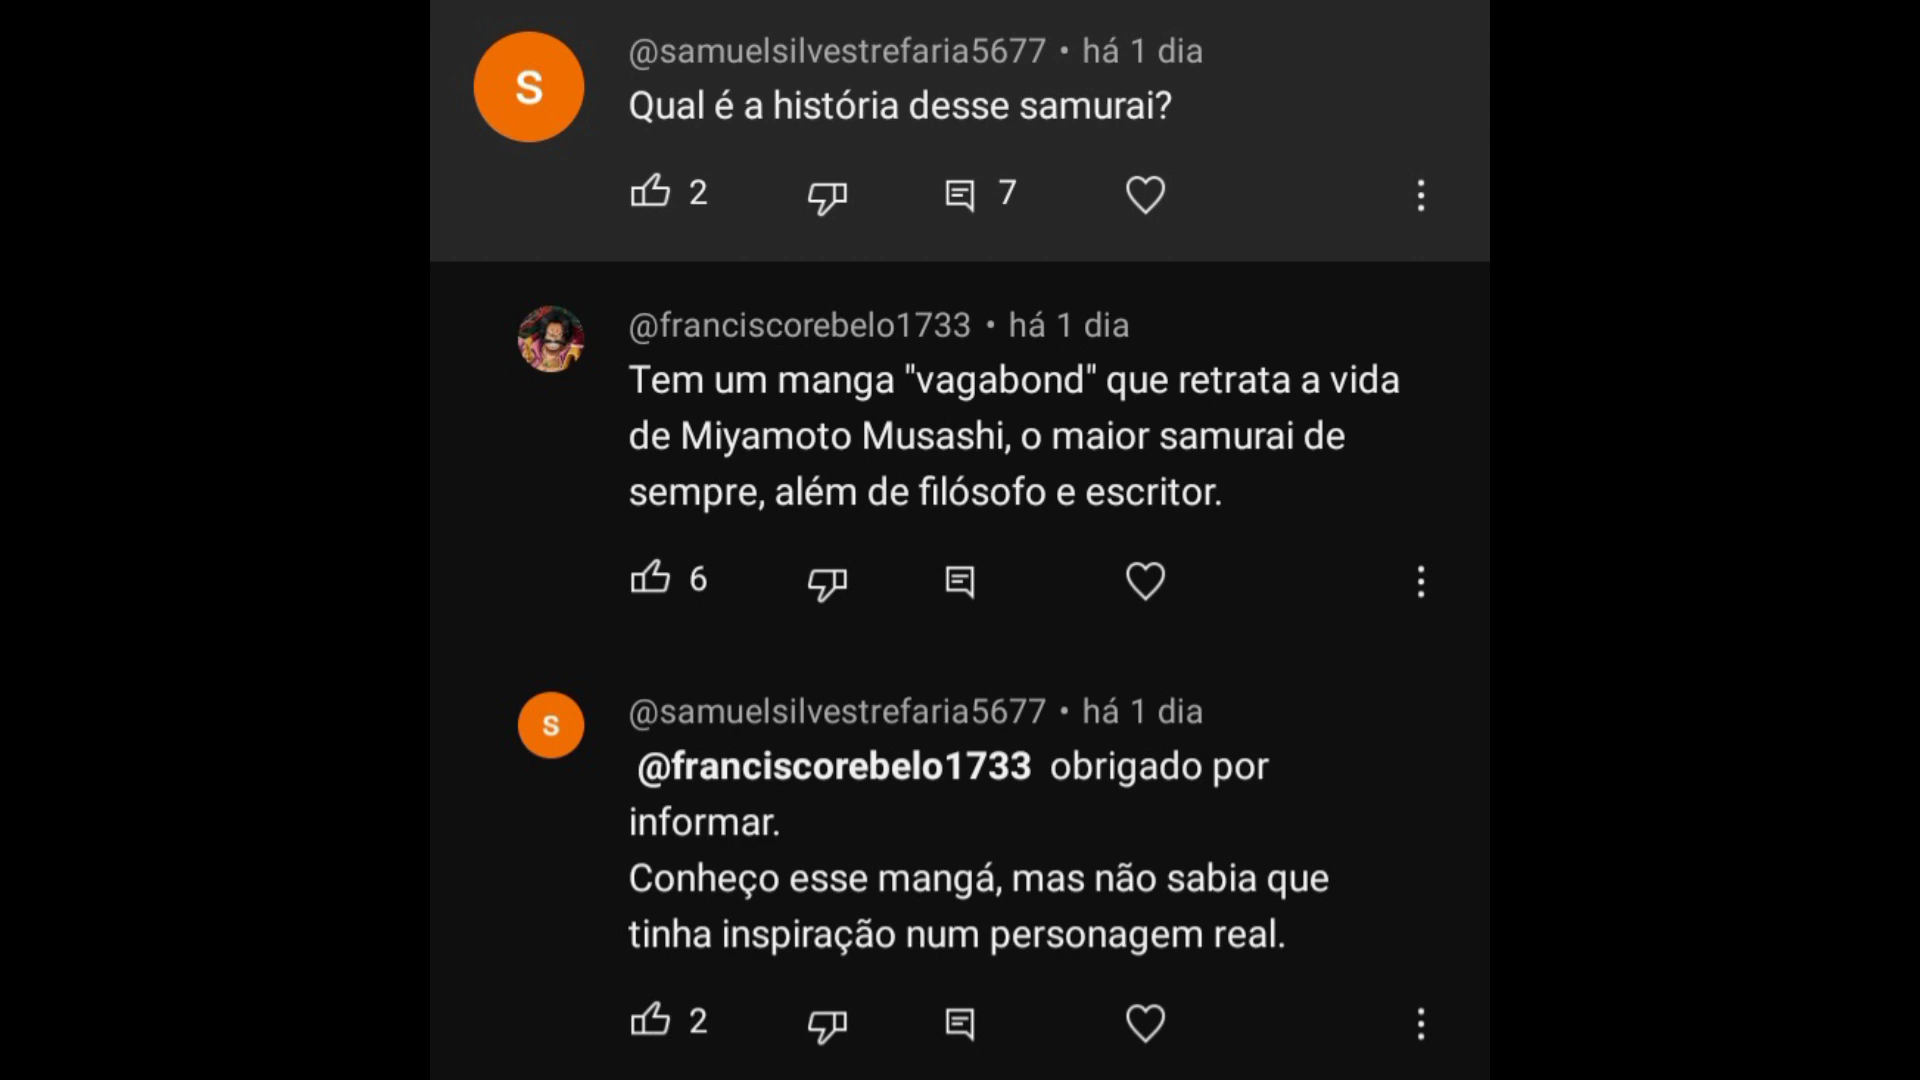 @samuelsilvestrefaria5677 • há 1 dia
S
Qual é a história desse samurai?
2
7
@franciscorebelo1733 • há 1 dia
Tem um manga "vagabond" que retrata a vida
de Miyamoto Musashi, o maior samurai de
sempre, além de filósofo e escritor.
6
@samuelsilvestrefaria5677 • há 1 dia
S
@franciscorebelo1733 obrigado por
informar.
Conheço esse mangá, mas não sabia que
tinha inspiração num personagem real.
2